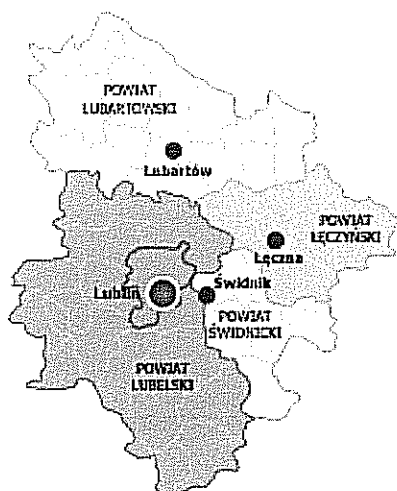 POWIAT
LUBARTOWSKI
Lubartów
POWIAT
ŁĘCZYŃSKI
Łęczna
Świdnik
Lublin
POWIAT
ŚWIDNICKI
POWIAT
LUBELSKI